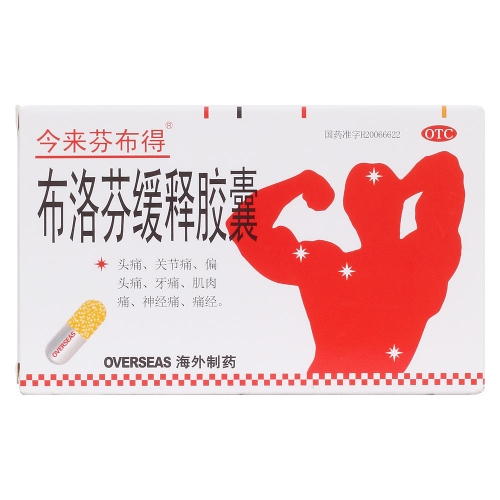 今来芬布得®
国药准字H20066622
OTC
布洛芬缓释胶囊
头痛、关节痛、偏
头痛、牙痛、肌肉
痛、神经痛、痛经。
OVERSEAS
OVERSEAS 海外制药